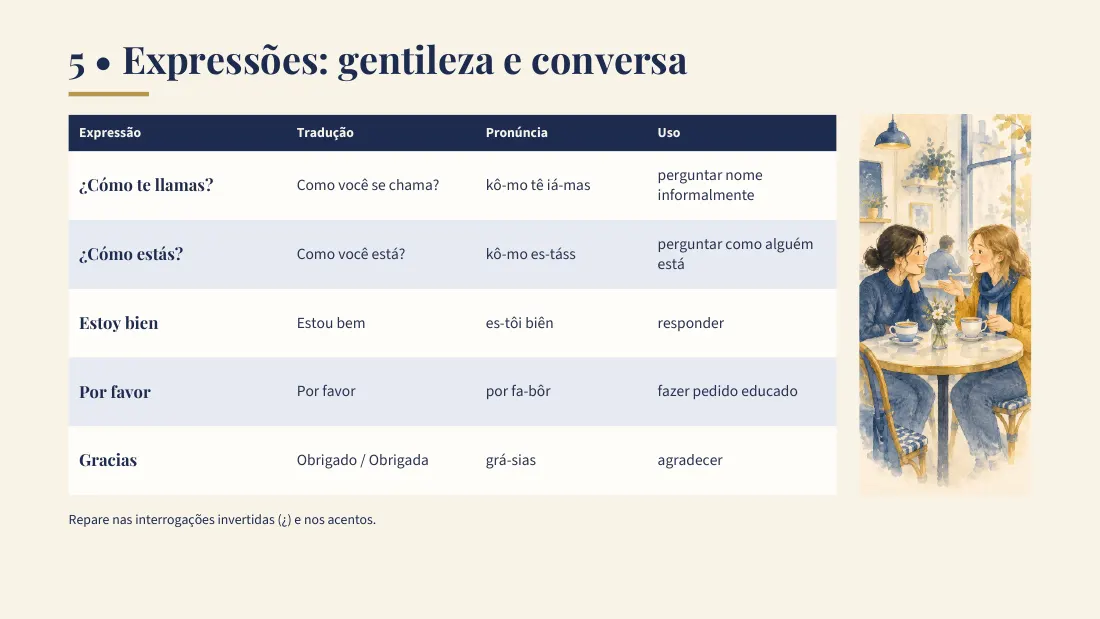 5 • Expressões: gentileza e conversa
Expressão Tradução Pronúncia Uso
¿Cómo te llamas? Como você se chama? kô-mo tê iá-mas perguntar nome
informalmente
¿Cómo estás? Como você está? kô-mo es-táss perguntar como alguém
está
Estoy bien Estou bem es-tôi biên responder
Por favor Por favor por fa-bôr fazer pedido educado
Gracias Obrigado / Obrigada grá-sias agradecer
Repare nas interrogações invertidas (¿) e nos acentos.